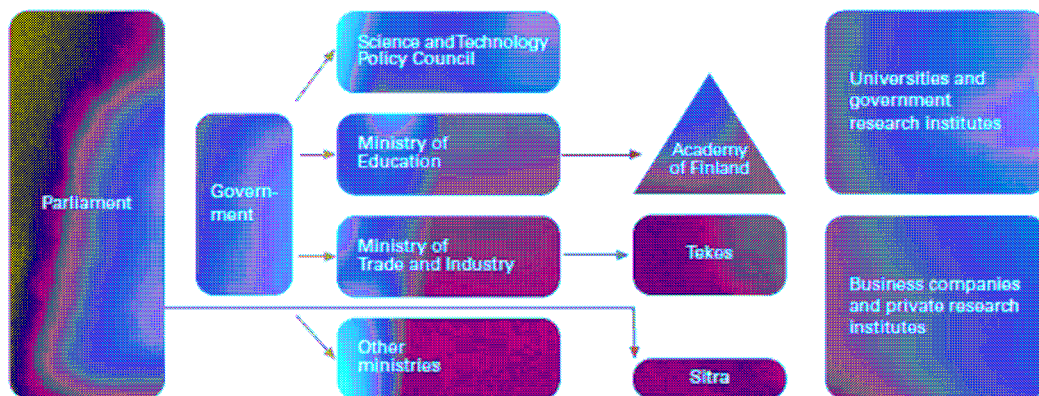 Parliament
Govern-
ment
Science and Technology
Policy Council
Ministry of
Education
Ministry of
Trade and Industry
Other
ministries
Academy
of Finland
Tekes
Sitra
Universities and
government
research institutes
Business companies
and private research
institutes